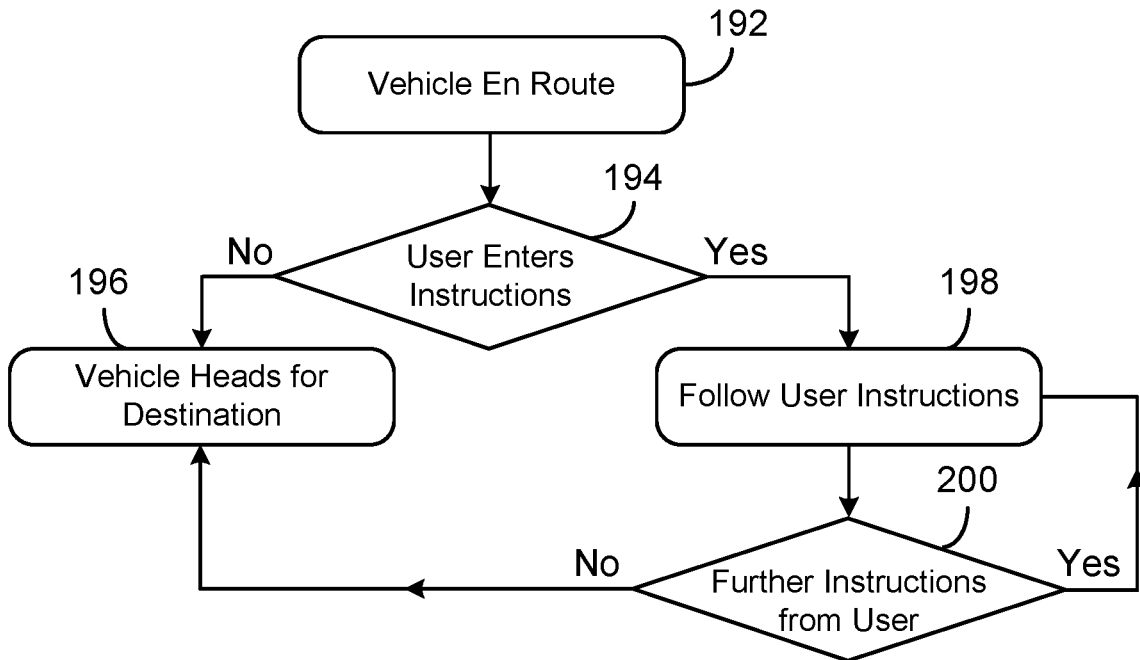 192
Vehicle En Route
194
No
User Enters
Instructions
Yes
196
198
Vehicle Heads for
Destination
Follow User Instructions
200
No
Further Instructions
from User
Yes